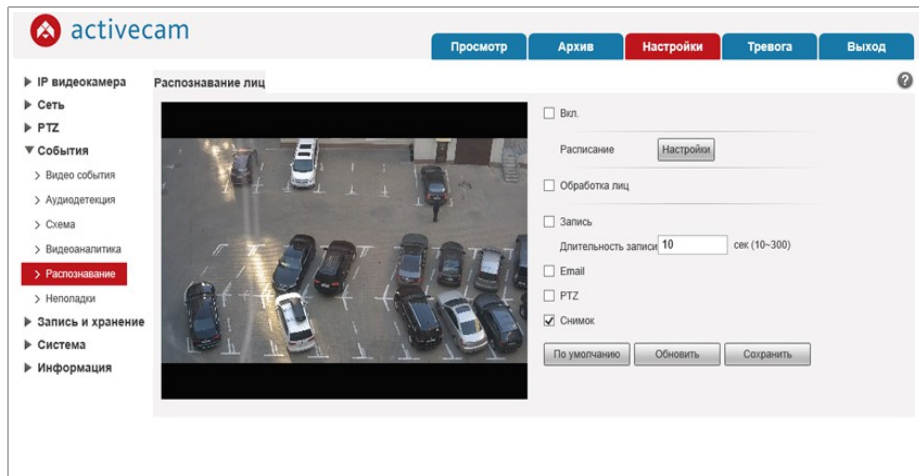 activecam
Просмотр
Архив
Настройки
Тревога
Выход
IP видеокамера
Сеть
PTZ
События
Видео события
Аудиодетекция
Схема
Видеоаналитика
Распознавание
Неполадки
Запись и хранение
Система
Информация
Распознавание лиц
?
Вкл.
Расписание Настройки
Обработка лиц
Запись
Длительность записи 10 сек (10~300)
Email
PTZ
Снимок
По умолчанию Обновить Сохранить